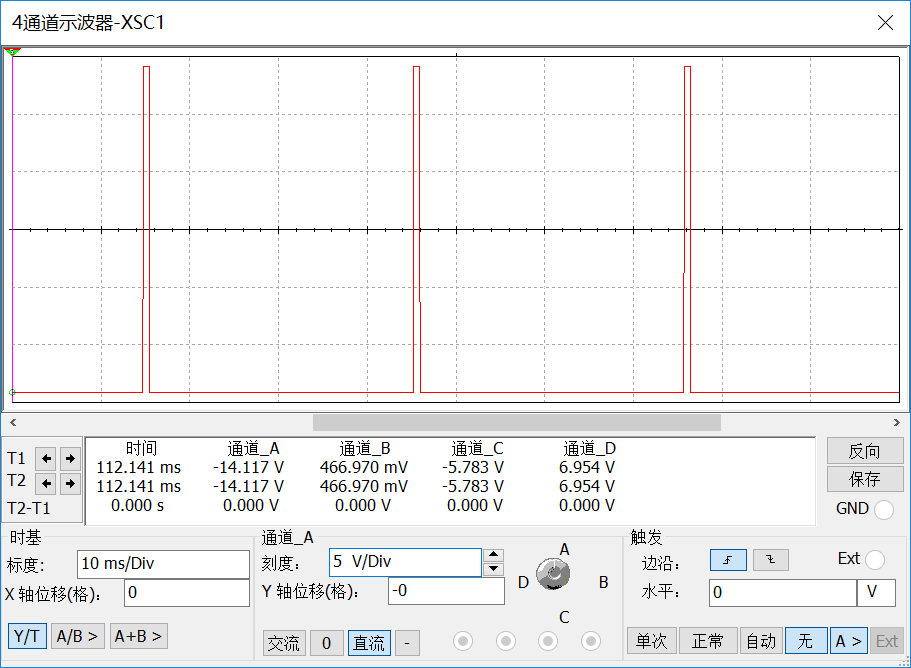 4通道示波器-XSC1
时间 通道_A 通道_B 通道_C 通道_D
T1 112.141 ms -14.117 V 466.970 mV -5.783 V 6.954 V
T2 112.141 ms -14.117 V 466.970 mV -5.783 V 6.954 V
T2-T1 0.000 s 0.000 V 0.000 V 0.000 V 0.000 V
反向
保存
GND
时基
标度: 10 ms/Div
X 轴位移(格): 0
Y/T A/B > A+B >
通道_A
刻度: 5 V/Div
Y 轴位移(格): -0
交流 0 直流 -
A
D B
C
触发
边沿: Ext
水平: 0 V
单次 正常 自动 无 A > Ext